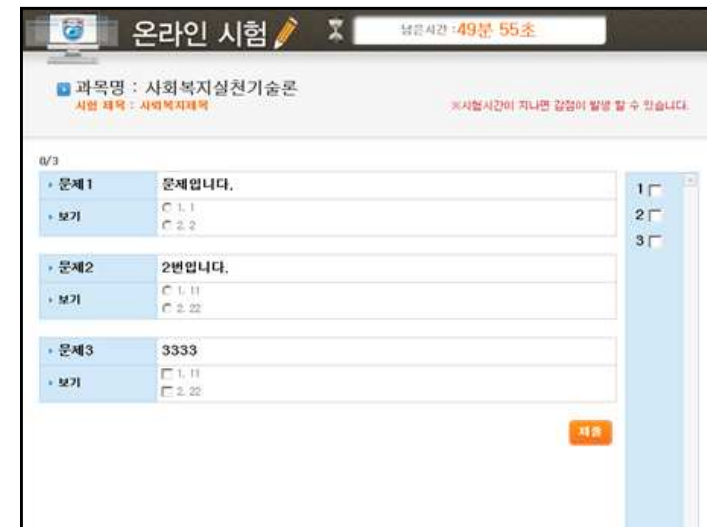 온라인 시험
남은시간 :49분 55초
과목명 : 사회복지실천기술론
시험 제목 : 사회복지제목
※시험시간이 지나면 감점이 발생 할 수 있습니다.
0/3
문제1 문제입니다.
보기 1. 1
2. 2
문제2 2번입니다.
보기 1. 11
2. 22
문제3 3333
보기 1. 11
2. 22
1
2
3
제출